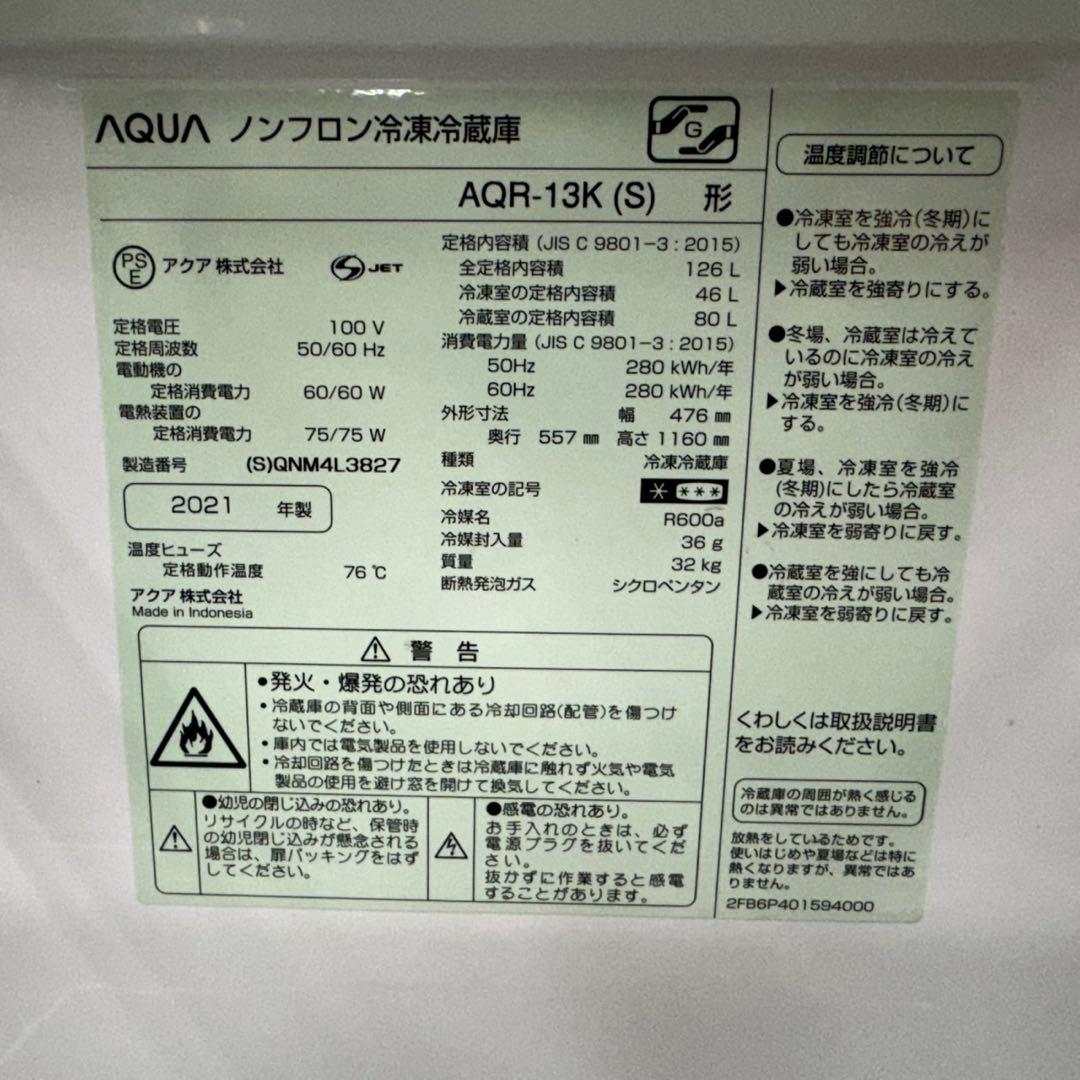 AQUA ノンフロン冷凍冷蔵庫
G
AQR-13K (S) 形
PS
E
アクア 株式会社
S JET
定格電圧 100 V
定格周波数 50/60 Hz
電動機の
定格消費電力 60/60 W
電熱装置の
定格消費電力 75/75 W
製造番号 (S)QNM4L3827
2021 年製
温度ヒューズ
定格動作温度 76 ℃
アクア 株式会社
Made in Indonesia
定格内容積 (JIS C 9801-3 : 2015)
全定格内容積 126 L
冷凍室の定格内容積 46 L
冷蔵室の定格内容積 80 L
消費電力量 (JIS C 9801-3 : 2015)
50Hz 280 kWh/年
60Hz 280 kWh/年
外形寸法 幅 476 ㎜
奥行 557 ㎜ 高さ 1160 ㎜
種類 冷凍冷蔵庫
冷凍室の記号 * ***
冷媒名 R600a
冷媒封入量 36 g
質量 32 kg
断熱発泡ガス シクロペンタン
⚠ 警告
●発火・爆発の恐れあり
・冷蔵庫の背面や側面にある冷却回路(配管)を傷つけ
ないでください。
・庫内では電気製品を使用しないでください。
・冷却回路を傷つけたときは冷蔵庫に触れず火気や電気
製品の使用を避け窓を開けて換気してください。
●幼児の閉じ込みの恐れあり。
リサイクルの時など、保管時
の幼児閉じ込みが懸念される
場合は、扉パッキングをはず
してください。
●感電の恐れあり。
お手入れのときは、必ず
電源プラグを抜いてくだ
さい。
抜かずに作業すると感電
することがあります。
温度調節について
●冷凍室を強冷(冬期)に
しても冷凍室の冷えが
弱い場合。
▶冷蔵室を強寄りにする。
●冬場、冷蔵室は冷えて
いるのに冷凍室の冷え
が弱い場合。
▶冷凍室を強冷(冬期)に
する。
●夏場、冷凍室を強冷
(冬期)にしたら冷蔵室
の冷えが弱い場合。
▶冷凍室を弱寄りに戻す。
●冷蔵室を強にしても冷
蔵室の冷えが弱い場合。
▶冷凍室を弱寄りに戻す。
くわしくは取扱説明書
をお読みください。
冷蔵庫の周囲が熱く感じる
のは異常ではありません。
放熱をしているためです。
使いはじめや夏場などは特に
熱くなりますが、異常ではあ
りません。
2FB6P401594000